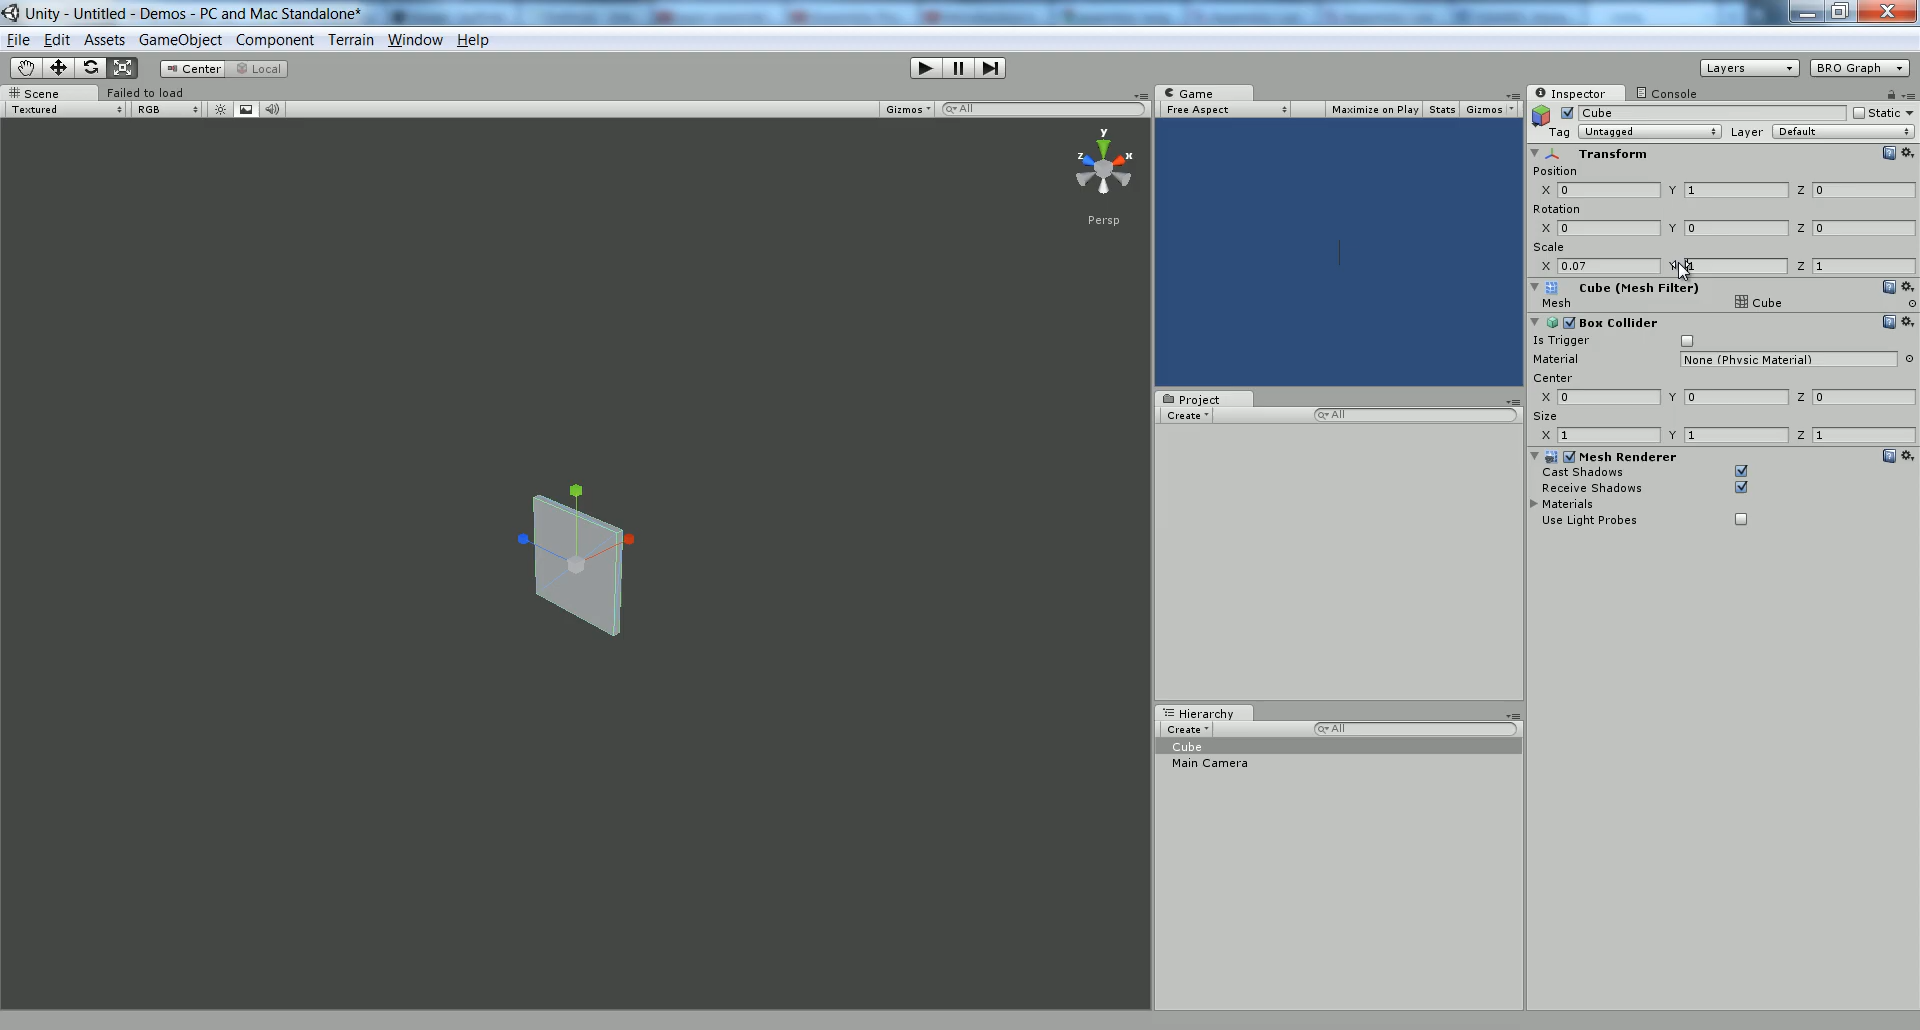 Unity - Untitled - Demos - PC and Mac Standalone*
File Edit Assets GameObject Component Terrain Window Help
Center Local Layers BRO Graph
Scene Failed to load
Textured RGB Gizmos All
y
z x
Persp
Game
Free Aspect Maximize on Play Stats Gizmos
Project
Create All
Hierarchy
Create All
Cube
Main Camera
Inspector Console
Cube Static
Tag Untagged Layer Default
Transform
Position
X 0 Y 1 Z 0
Rotation
X 0 Y 0 Z 0
Scale
X 0.07 Y 1 Z 1
Cube (Mesh Filter)
Mesh Cube
Box Collider
Is Trigger
Material None (Physic Material)
Center
X 0 Y 0 Z 0
Size
X 1 Y 1 Z 1
Mesh Renderer
Cast Shadows
Receive Shadows
Materials
Use Light Probes